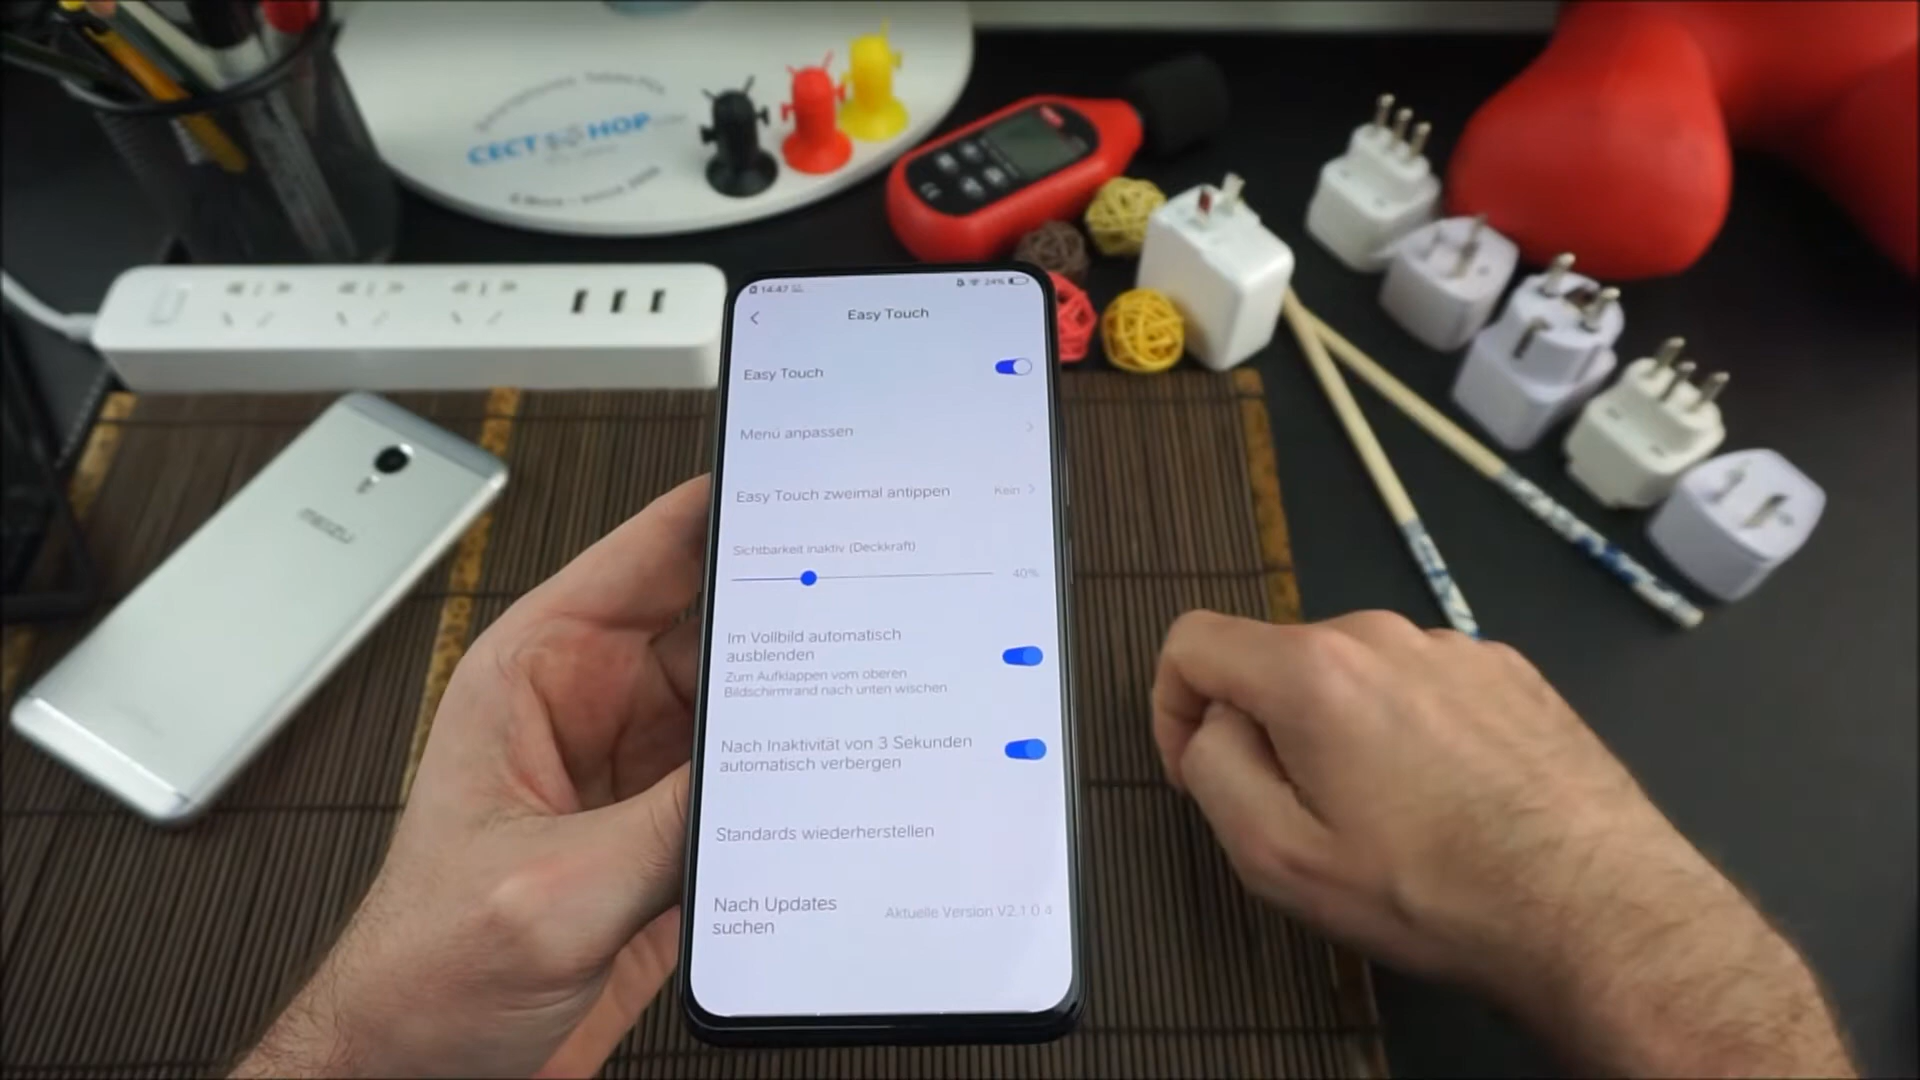 CECT SHOP
14:47
24%
Easy Touch
Easy Touch
Menü anpassen
Easy Touch zweimal antippen
Kein
Sichtbarkeit inaktiv (Deckkraft)
40%
Im Vollbild automatisch
ausblenden
Zum Aufklappen vom oberen
Bildschirmrand nach unten wischen
Nach Inaktivität von 3 Sekunden
automatisch verbergen
Standards wiederherstellen
Nach Updates
suchen
Aktuelle Version V2.1.0.4
MEIZU